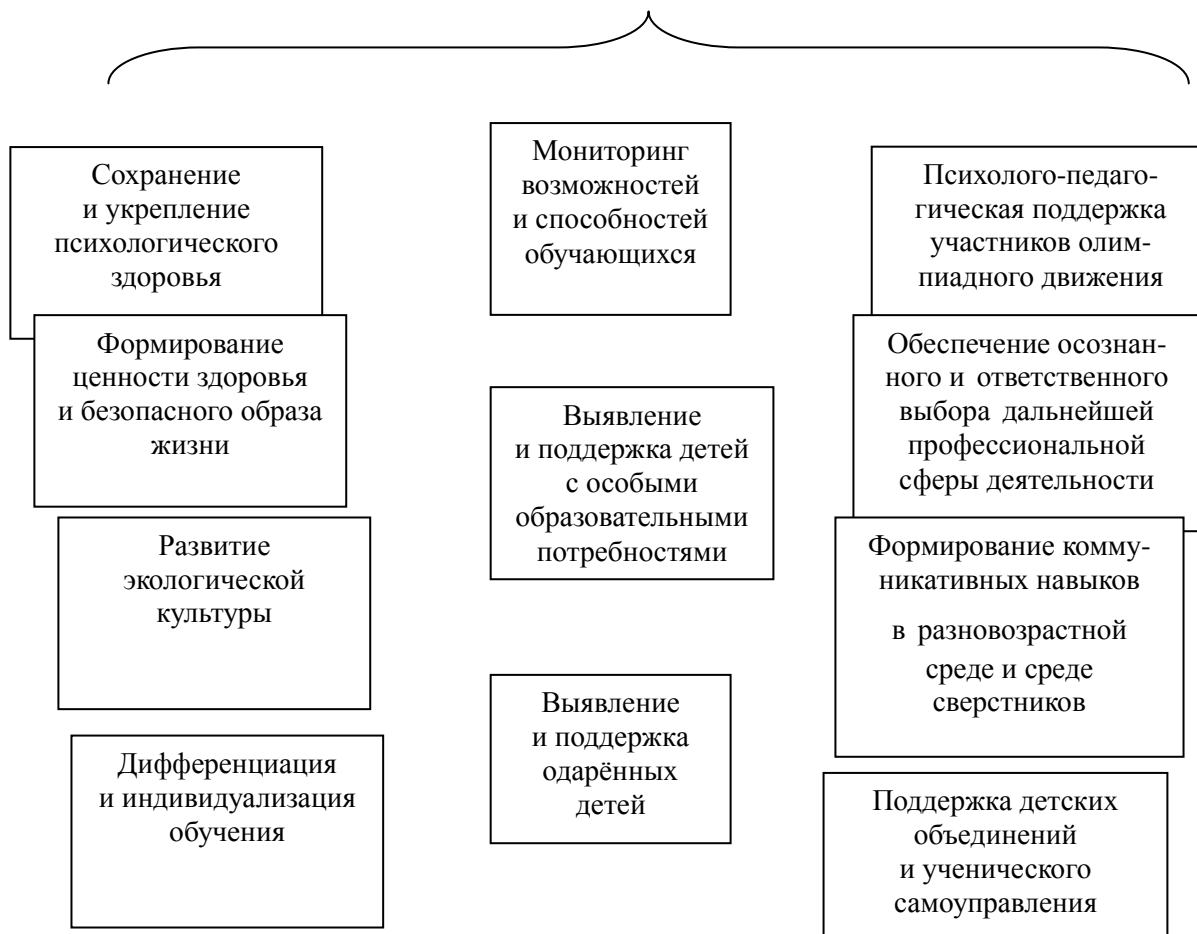 Сохранение
и укрепление
психологического
здоровья
Формирование
ценности здоровья
и безопасного образа
жизни
Развитие
экологической
культуры
Дифференциация
и индивидуализация
обучения
Мониторинг
возможностей
и способностей
обучающихся
Выявление
и поддержка детей
с особыми
образовательными
потребностями
Выявление
и поддержка
одарённых
детей
Психолого-педаго-
гическая поддержка
участников олим-
пиадного движения
Обеспечение осознан-
ного и ответственного
выбора дальнейшей
профессиональной
сферы деятельности
Формирование комму-
никативных навыков
в разновозрастной
среде и среде
сверстников
Поддержка детских
объединений
и ученического
самоуправления